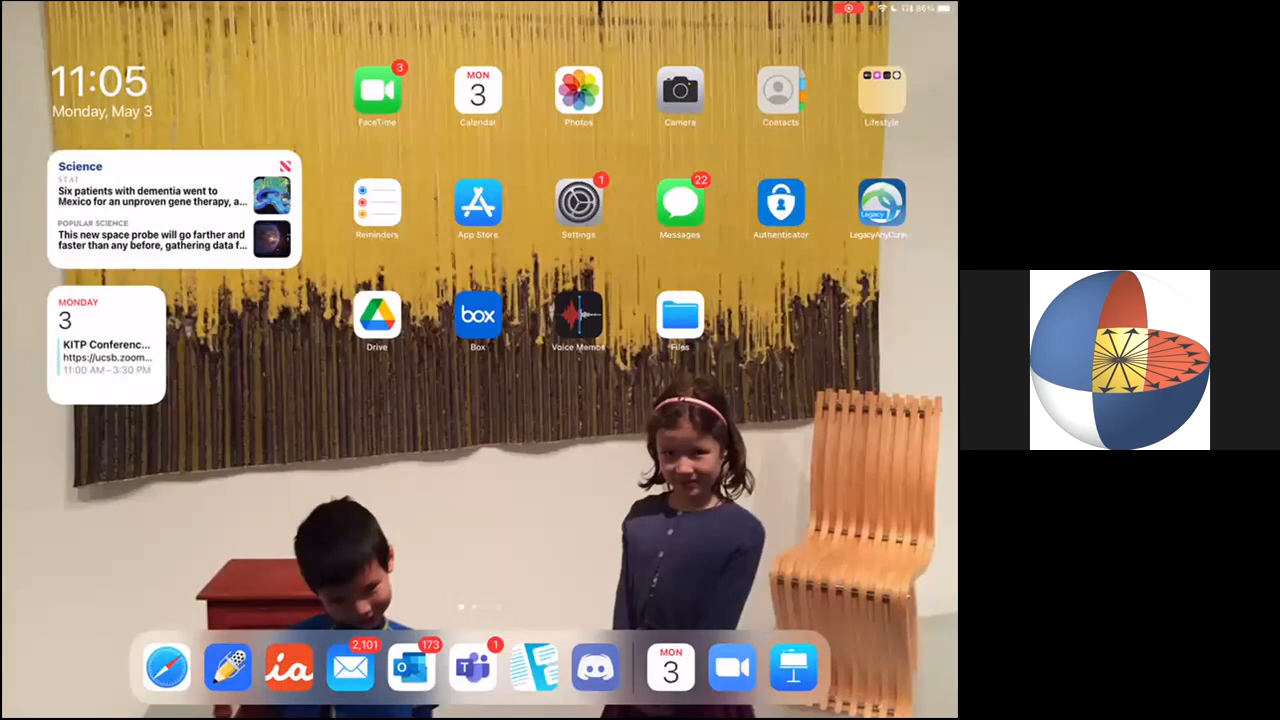 86%
11:05
Monday, May 3
Science
STAT
Six patients with dementia went to
Mexico for an unproven gene therapy, a...
POPULAR SCIENCE
This new space probe will go farther and
faster than any before, gathering data f...
MONDAY
3
KITP Conferenc...
https://ucsb.zoom...
11:00 AM–3:30 PM
3
MON
3
FaceTime
Calendar
Photos
Camera
Contacts
Lifestyle
1
22
Legacy
Reminders
App Store
Settings
Messages
Authenticator
LegacyAnyConn...
box
Drive
Box
Voice Memos
Files
ia
2,101
173
1
MON
3